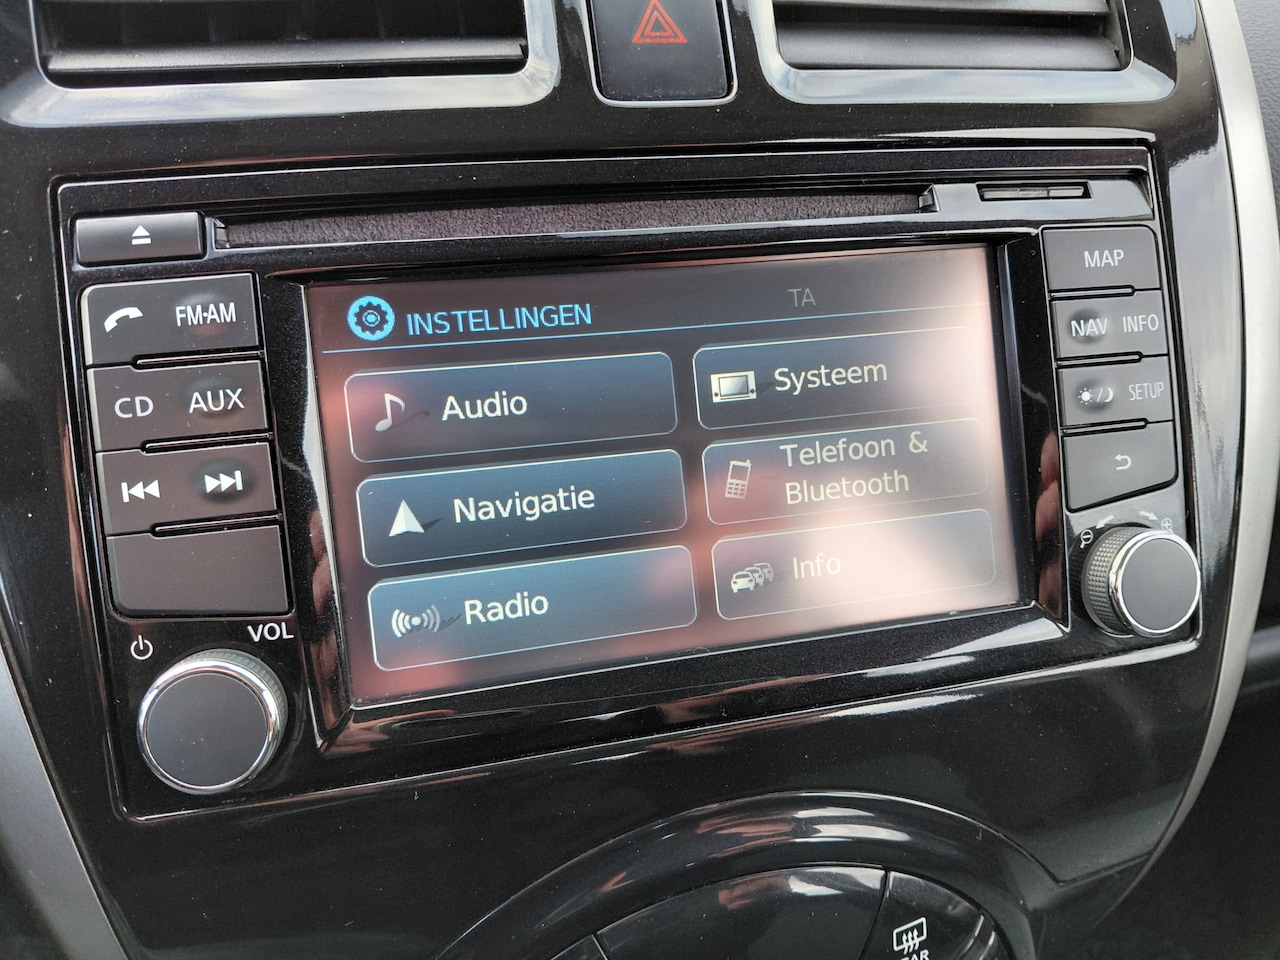 FM·AM
CD AUX
VOL
INSTELLINGEN
TA
Audio
Systeem
Navigatie
Telefoon &
Bluetooth
Radio
Info
MAP
NAV INFO
SETUP